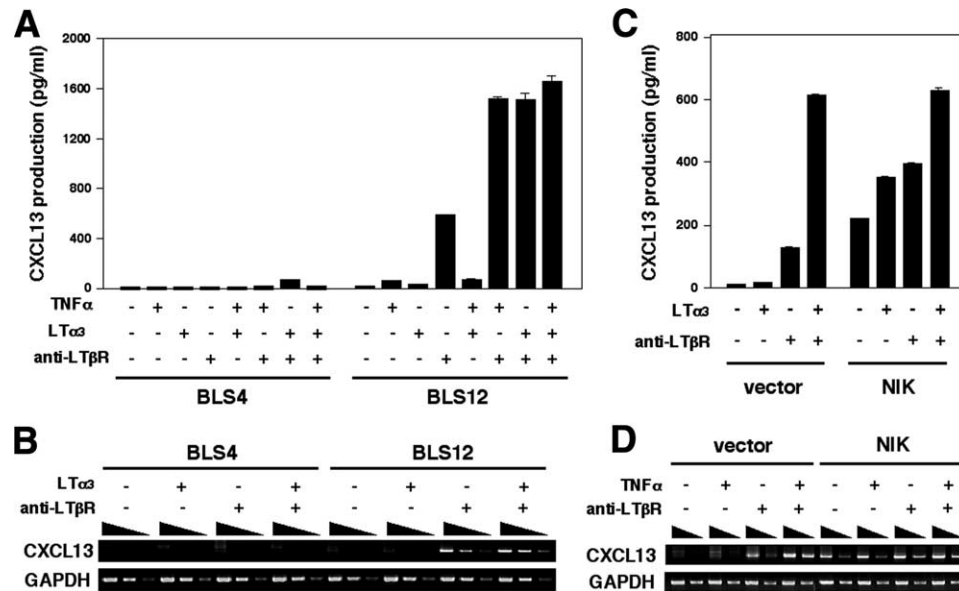 A
CXCL13 production (pg/ml)
2000
1600
1200
800
400
0
TNFα - + - - + + - + - + - - + + - +
LTα3 - - + - + - + + - - + - + - + +
anti-LTβR - - - + - + + + - - - + - + + +
BLS4 BLS12
C
CXCL13 production (pg/ml)
800
600
400
200
0
LTα3 - + - + - + - +
anti-LTβR - - + + - - + +
vector NIK
B
BLS4 BLS12
LTα3 - + - + - + - +
anti-LTβR - - + + - - + +
CXCL13
GAPDH
D
vector NIK
TNFα - + - + - + - +
anti-LTβR - - + + - - + +
CXCL13
GAPDH